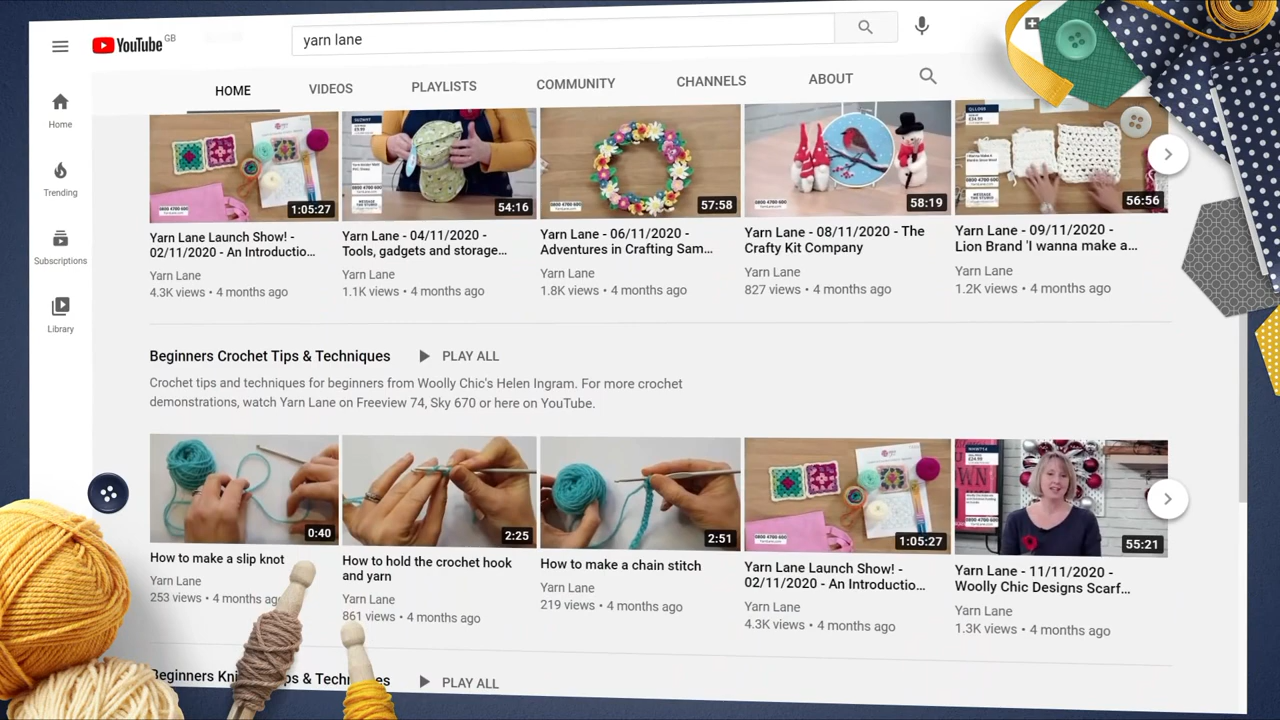 YouTube GB
yarn lane
HOME VIDEOS PLAYLISTS COMMUNITY CHANNELS ABOUT
Home
Trending
Subscriptions
Library
1:05:27
Yarn Lane Launch Show! -
02/11/2020 - An Introductio...
Yarn Lane
4.3K views • 4 months ago
54:16
Yarn Lane - 04/11/2020 -
Tools, gadgets and storage...
Yarn Lane
1.1K views • 4 months ago
57:58
Yarn Lane - 06/11/2020 -
Adventures in Crafting Sam...
Yarn Lane
1.8K views • 4 months ago
58:19
Yarn Lane - 08/11/2020 - The
Crafty Kit Company
Yarn Lane
827 views • 4 months ago
56:56
Yarn Lane - 09/11/2020 -
Lion Brand 'I wanna make a...
Yarn Lane
1.2K views • 4 months ago
Beginners Crochet Tips & Techniques PLAY ALL
Crochet tips and techniques for beginners from Woolly Chic's Helen Ingram. For more crochet
demonstrations, watch Yarn Lane on Freeview 74, Sky 670 or here on YouTube.
0:40
How to make a slip knot
Yarn Lane
253 views • 4 months ago
2:25
How to hold the crochet hook
and yarn
Yarn Lane
861 views • 4 months ago
2:51
How to make a chain stitch
Yarn Lane
219 views • 4 months ago
1:05:27
Yarn Lane Launch Show! -
02/11/2020 - An Introductio...
Yarn Lane
4.3K views • 4 months ago
55:21
Yarn Lane - 11/11/2020 -
Woolly Chic Designs Scarf...
Yarn Lane
1.3K views • 4 months ago
Beginners Kni ps & Techniques PLAY ALL